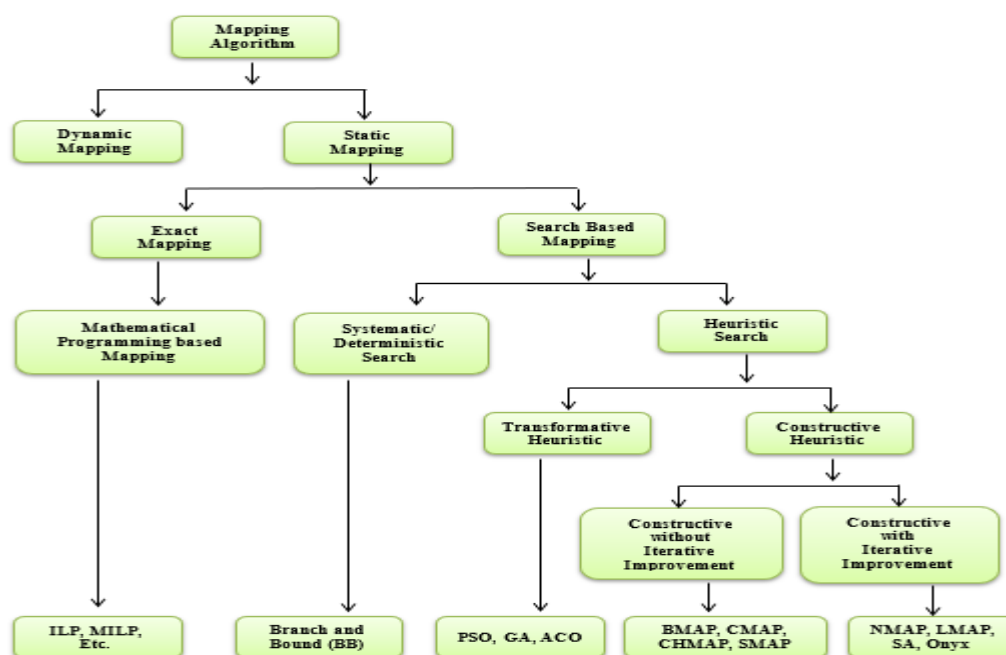 Mapping
Algorithm
Dynamic
Mapping
Static
Mapping
Exact
Mapping
Search Based
Mapping
Mathematical
Programming based
Mapping
Systematic/
Deterministic
Search
Heuristic
Search
Transformative
Heuristic
Constructive
Heuristic
Constructive
without
Iterative
Improvement
Constructive
with
Iterative
Improvement
ILP, MILP,
Etc.
Branch and
Bound (BB)
PSO, GA, ACO
BMAP, CMAP,
CHMAP, SMAP
NMAP, LMAP,
SA, Onyx